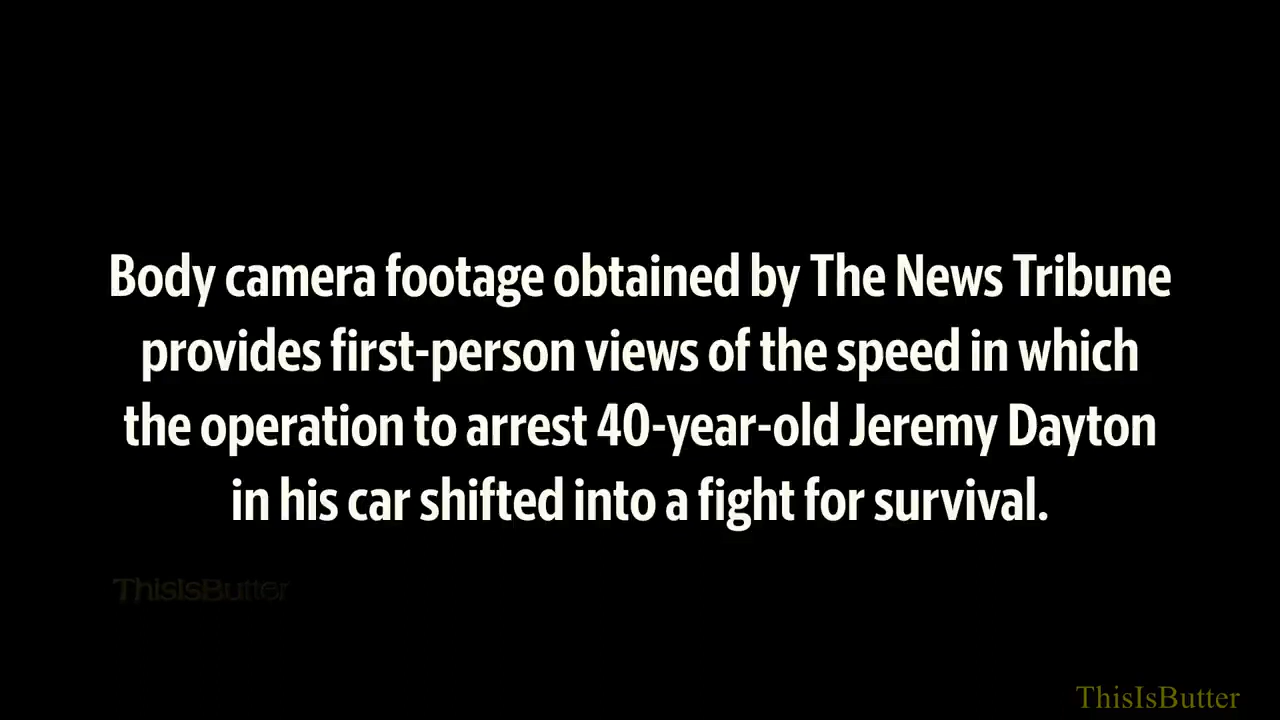 Body camera footage obtained by The News Tribune
provides first-person views of the speed in which
the operation to arrest 40-year-old Jeremy Dayton
in his car shifted into a fight for survival.
ThisIsButter
ThisIsButter